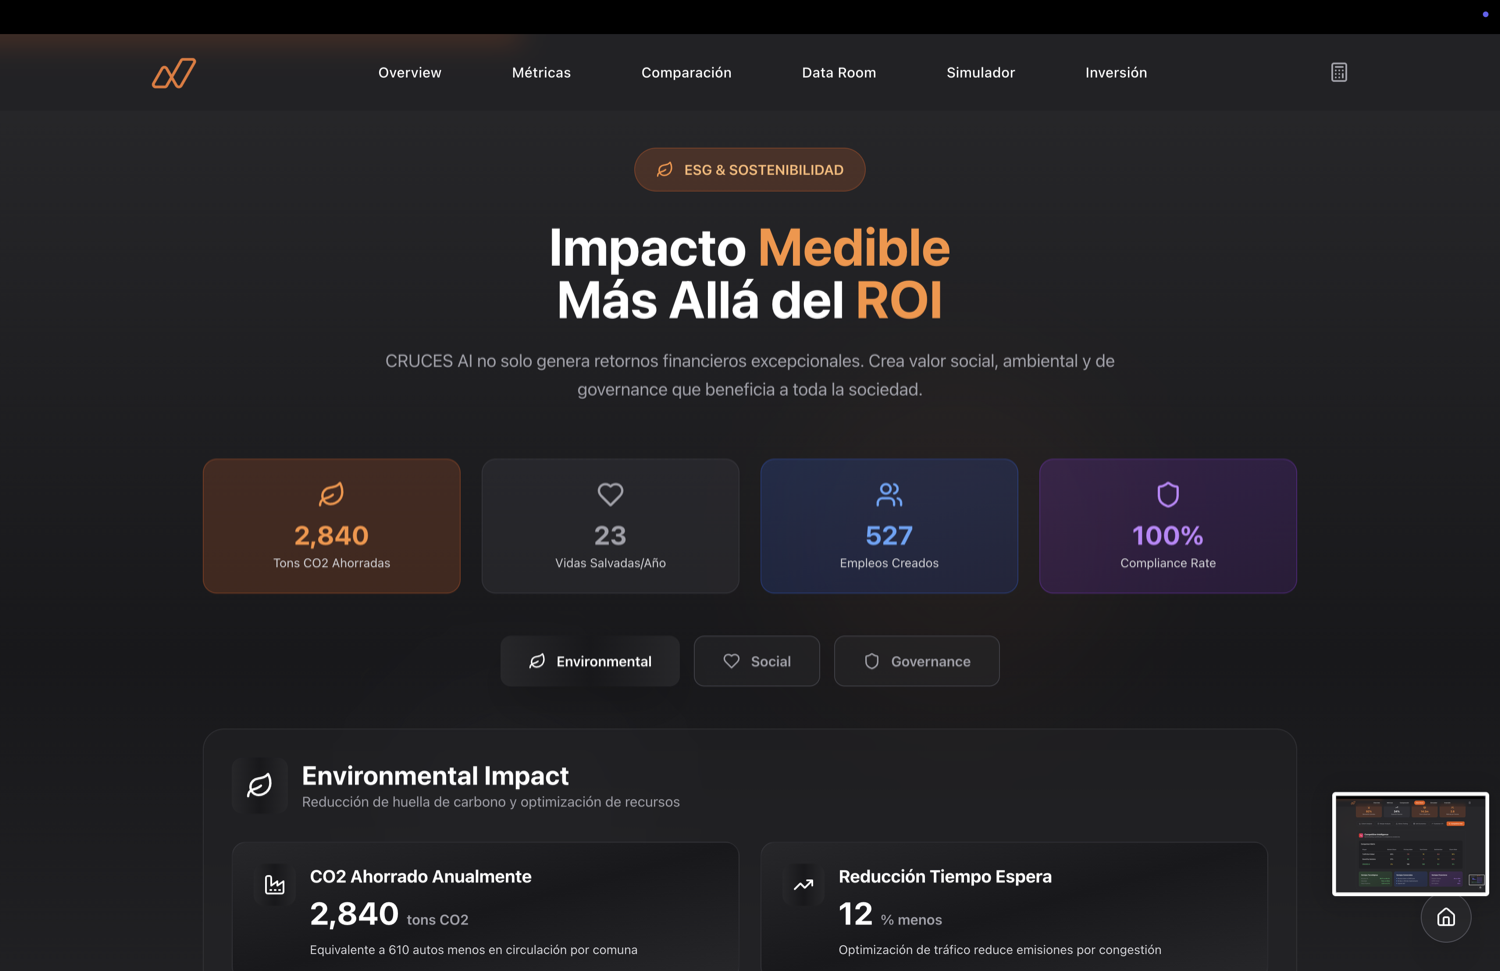 Overview
Métricas
Comparación
Data Room
Simulador
Inversión
ESG & SOSTENIBILIDAD
Impacto Medible
Más Allá del ROI
CRUCES AI no solo genera retornos financieros excepcionales. Crea valor social, ambiental y de
governance que beneficia a toda la sociedad.
2,840
Tons CO2 Ahorradas
23
Vidas Salvadas/Año
527
Empleos Creados
100%
Compliance Rate
Environmental
Social
Governance
Environmental Impact
Reducción de huella de carbono y optimización de recursos
CO2 Ahorrado Anualmente
2,840 tons CO2
Equivalente a 610 autos menos en circulación por comuna
Reducción Tiempo Espera
12 % menos
Optimización de tráfico reduce emisiones por congestión